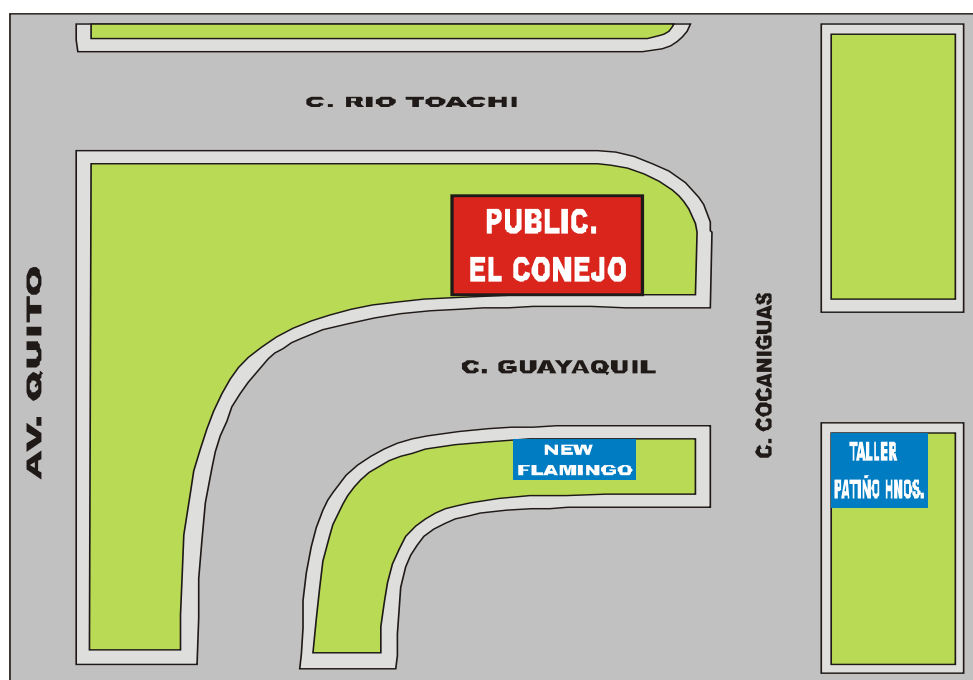 C. RIO TOACHI
PUBLIC.
EL CONEJO
AV. QUITO
C. GUAYAQUIL
C. COCANIGUAS
NEW
FLAMINGO
TALLER
PATIÑO HNOS.